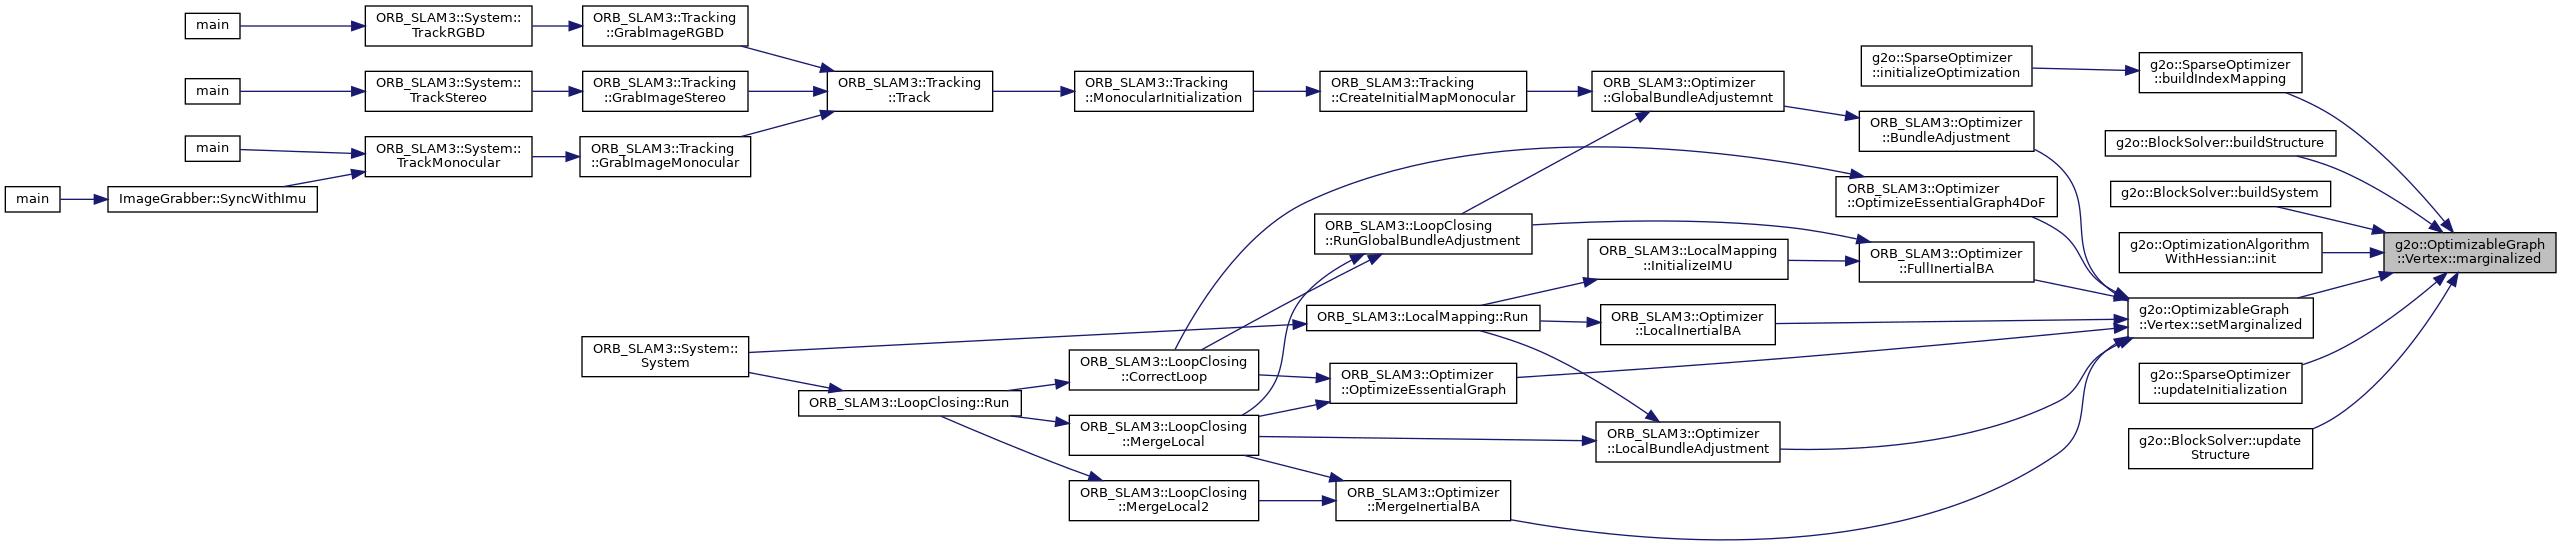 main
ORB_SLAM3::System::
TrackRGBD
ORB_SLAM3::Tracking
::GrabImageRGBD
main
ORB_SLAM3::System::
TrackStereo
ORB_SLAM3::Tracking
::GrabImageStereo
ORB_SLAM3::Tracking
::Track
ORB_SLAM3::Tracking
::MonocularInitialization
ORB_SLAM3::Tracking
::CreateInitialMapMonocular
ORB_SLAM3::Optimizer
::GlobalBundleAdjustemnt
g2o::SparseOptimizer
::initializeOptimization
g2o::SparseOptimizer
::buildIndexMapping
main
ORB_SLAM3::System::
TrackMonocular
ORB_SLAM3::Tracking
::GrabImageMonocular
ORB_SLAM3::Optimizer
::BundleAdjustment
g2o::BlockSolver::buildStructure
main
ImageGrabber::SyncWithImu
ORB_SLAM3::Optimizer
::OptimizeEssentialGraph4DoF
g2o::BlockSolver::buildSystem
ORB_SLAM3::LoopClosing
::RunGlobalBundleAdjustment
ORB_SLAM3::LocalMapping
::InitializeIMU
ORB_SLAM3::Optimizer
::FullInertialBA
g2o::OptimizationAlgorithm
WithHessian::init
g2o::OptimizableGraph
::Vertex::marginalized
ORB_SLAM3::LocalMapping::Run
ORB_SLAM3::Optimizer
::LocalInertialBA
g2o::OptimizableGraph
::Vertex::setMarginalized
ORB_SLAM3::System::
System
ORB_SLAM3::LoopClosing
::CorrectLoop
ORB_SLAM3::Optimizer
::OptimizeEssentialGraph
g2o::SparseOptimizer
::updateInitialization
ORB_SLAM3::LoopClosing::Run
ORB_SLAM3::LoopClosing
::MergeLocal
ORB_SLAM3::Optimizer
::LocalBundleAdjustment
g2o::BlockSolver::update
Structure
ORB_SLAM3::LoopClosing
::MergeLocal2
ORB_SLAM3::Optimizer
::MergeInertialBA